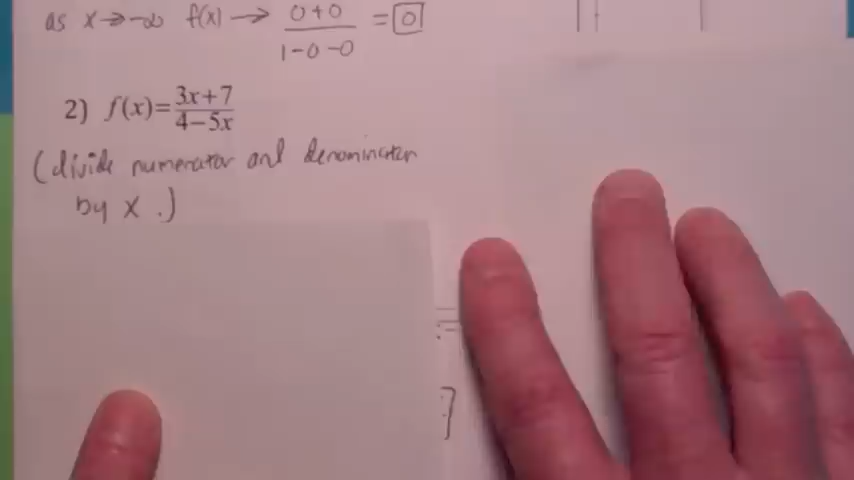 as x→-∞ f(x) → 0+0/1-0-0 = 0
2) f(x)=3x+7/4-5x
(divide numerator and denominator
by x .)